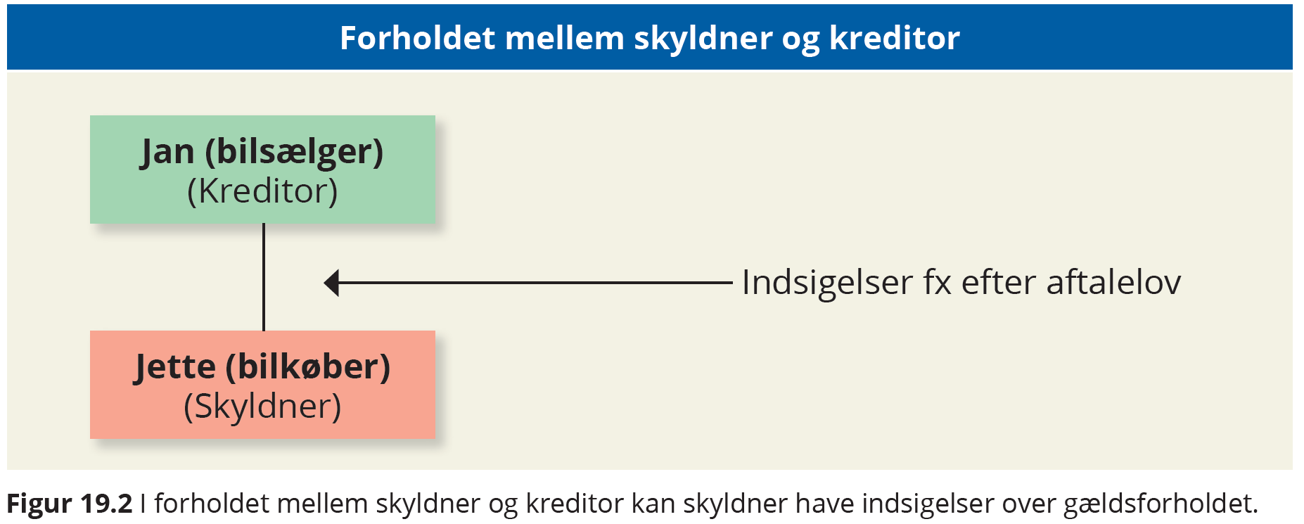 Forholdet mellem skyldner og kreditor
Jan (bilsælger)
(Kreditor)
Indsigelser fx efter aftalelov
Jette (bilkøber)
(Skyldner)
Figur 19.2 I forholdet mellem skyldner og kreditor kan skyldner have indsigelser over gældsforholdet.